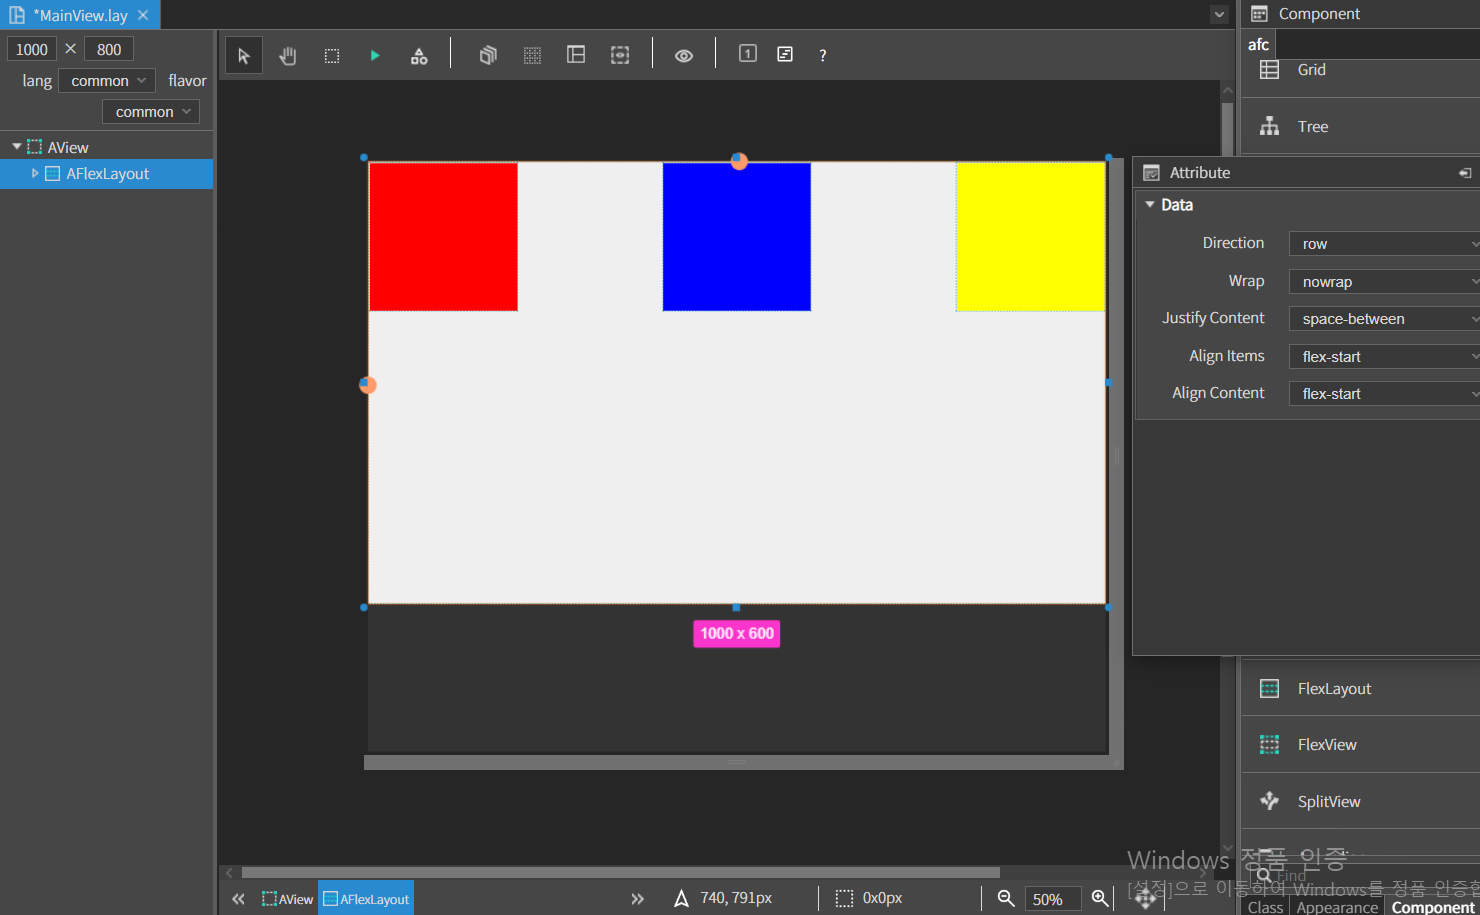 *MainView.lay
1000 × 800
lang common flavor
common
AView
AFlexLayout
1
?
1000 x 600
Component
afc
Grid
Tree
Attribute
Data
Direction row
Wrap nowrap
Justify Content space-between
Align Items flex-start
Align Content flex-start
FlexLayout
FlexView
SplitView
Windows 정품 인증
[설정]으로 이동하여 Windows를 정품 인증합
Find
Class Appearance Component
AView AFlexLayout
740, 791px
0x0px
50%